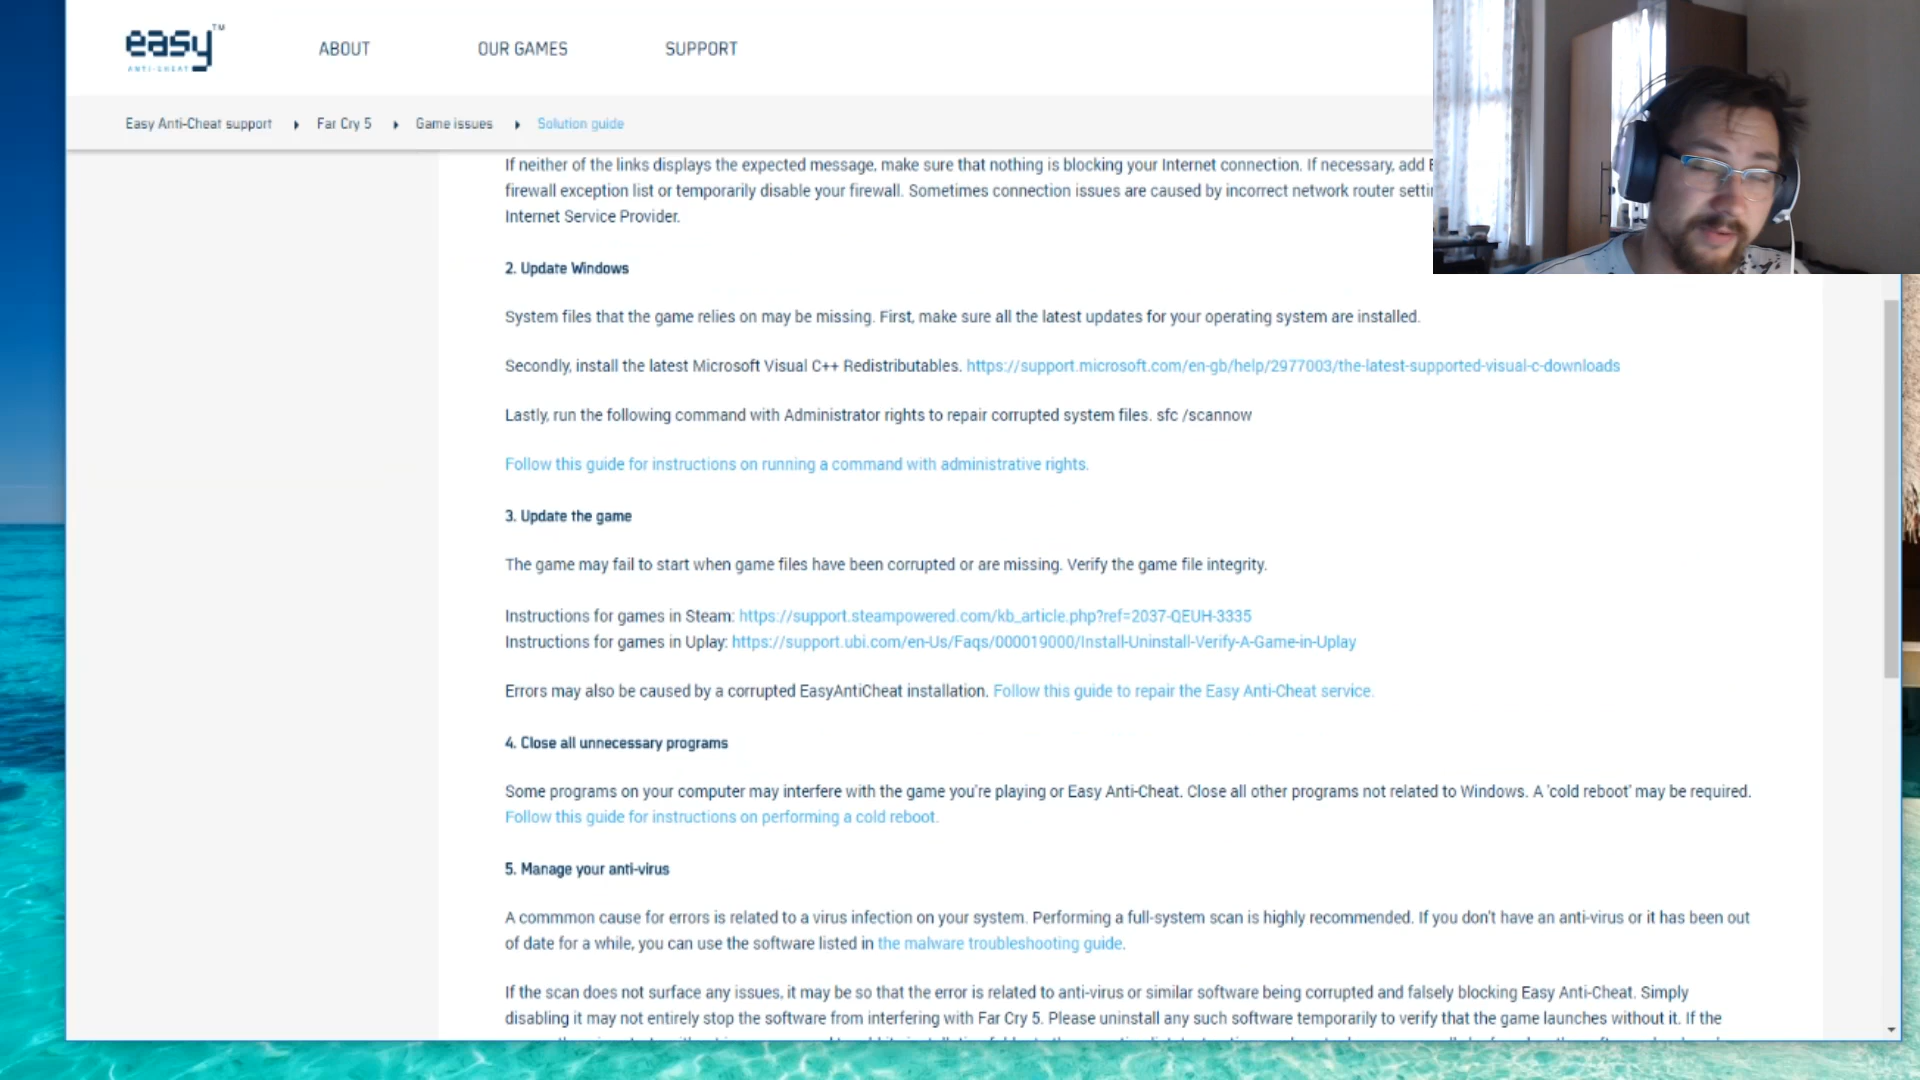 easy™
ANTI-CHEAT
ABOUT
OUR GAMES
SUPPORT
Easy Anti-Cheat support
Far Cry 5
Game issues
Solution guide
If neither of the links displays the expected message, make sure that nothing is blocking your Internet connection. If necessary, add
firewall exception list or temporarily disable your firewall. Sometimes connection issues are caused by incorrect network router
Internet Service Provider.
2. Update Windows
System files that the game relies on may be missing. First, make sure all the latest updates for your operating system are installed.
Secondly, install the latest Microsoft Visual C++ Redistributables. https://support.microsoft.com/en-gb/help/2977003/the-latest-supported-visual-c-downloads
Lastly, run the following command with Administrator rights to repair corrupted system files. sfc /scannow
Follow this guide for instructions on running a command with administrative rights.
3. Update the game
The game may fail to start when game files have been corrupted or are missing. Verify the game file integrity.
Instructions for games in Steam: https://support.steampowered.com/kb_article.php?ref=2037-QEUH-3335
Instructions for games in Uplay: https://support.ubi.com/en-Us/Faqs/000019000/Install-Uninstall-Verify-A-Game-in-Uplay
Errors may also be caused by a corrupted EasyAntiCheat installation. Follow this guide to repair the Easy Anti-Cheat service.
4. Close all unnecessary programs
Some programs on your computer may interfere with the game you're playing or Easy Anti-Cheat. Close all other programs not related to Windows. A 'cold reboot' may be required.
Follow this guide for instructions on performing a cold reboot.
5. Manage your anti-virus
A commmon cause for errors is related to a virus infection on your system. Performing a full-system scan is highly recommended. If you don't have an anti-virus or it has been out
of date for a while, you can use the software listed in the malware troubleshooting guide.
If the scan does not surface any issues, it may be so that the error is related to anti-virus or similar software being corrupted and falsely blocking Easy Anti-Cheat. Simply
disabling it may not entirely stop the software from interfering with Far Cry 5. Please uninstall any such software temporarily to verify that the game launches without it. If the